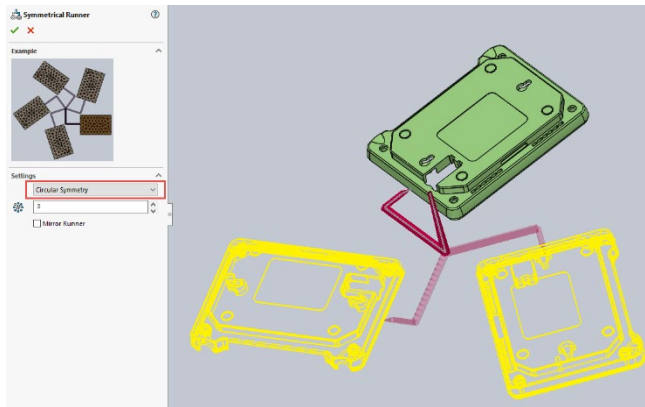 Symmetrical Runner
Example
Settings
Circular Symmetry
3
Mirror Runner